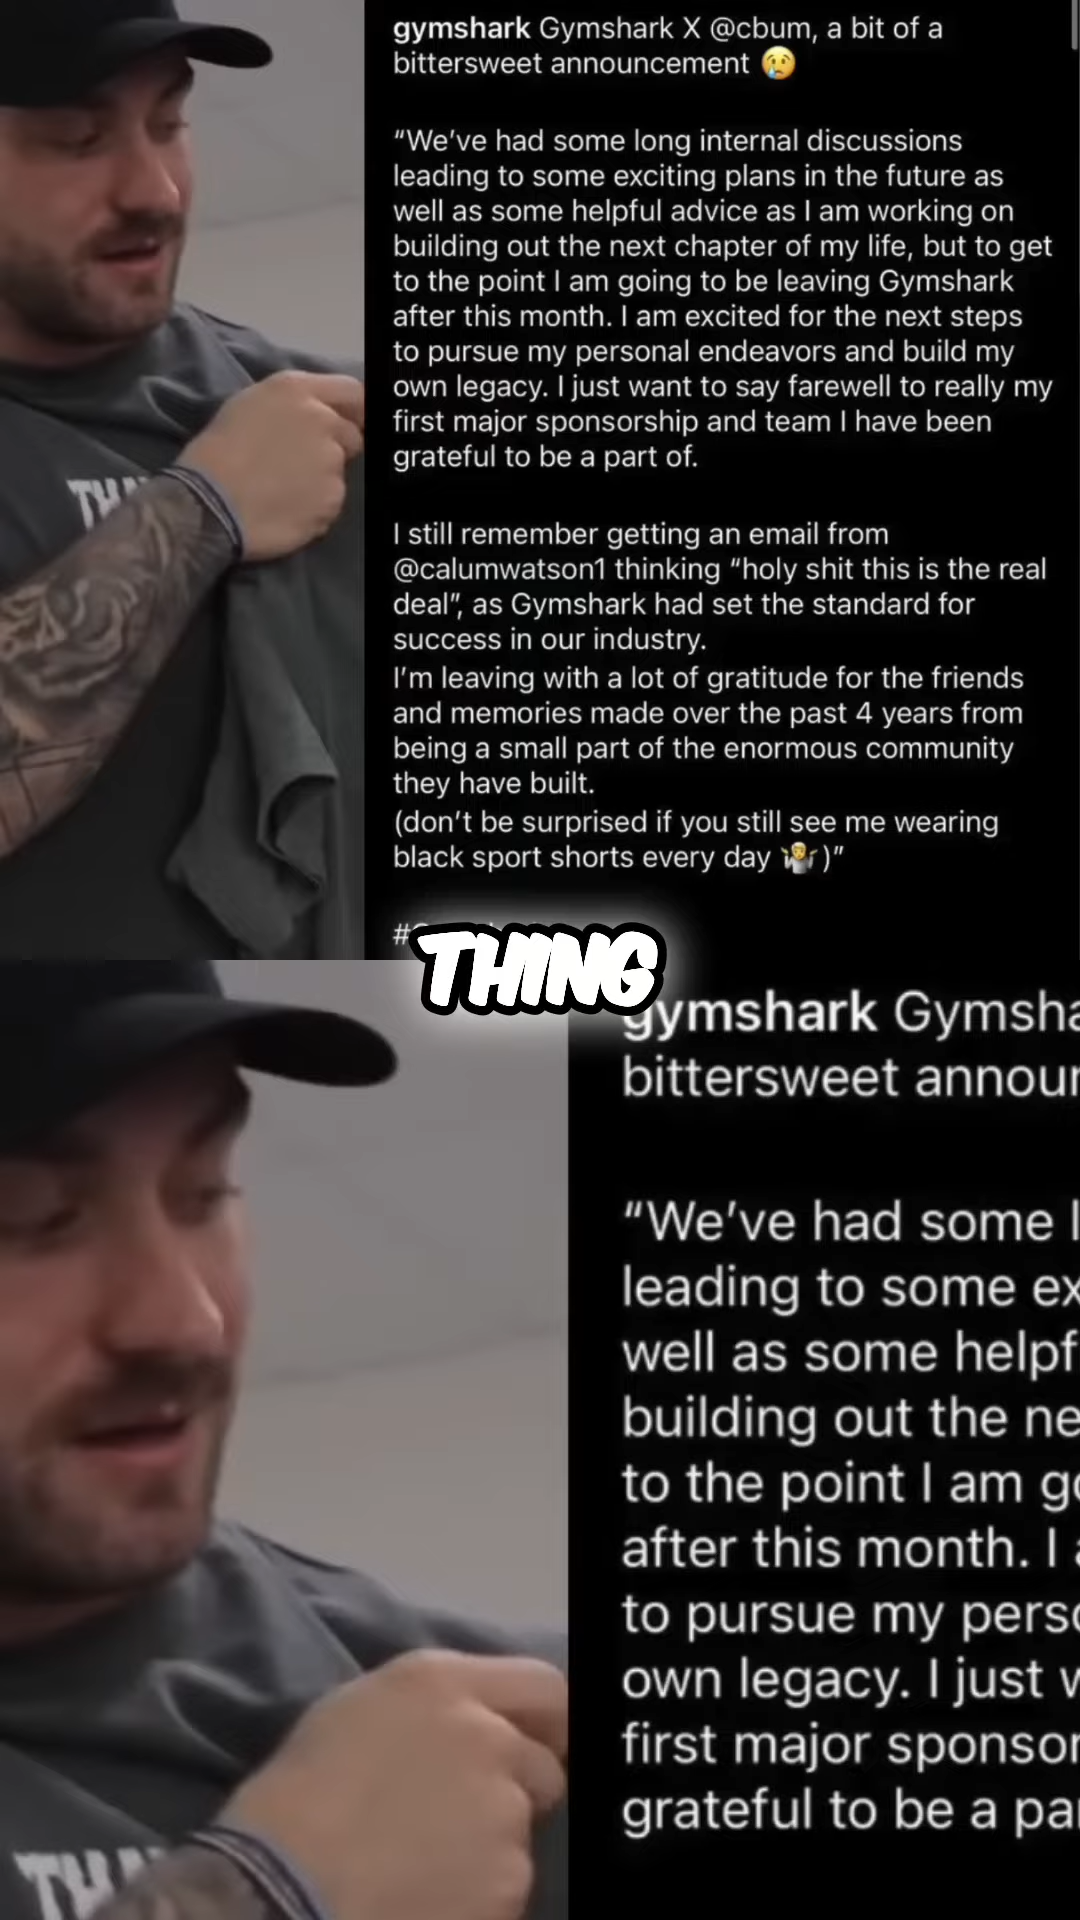 gymshark Gymshark X @cbum, a bit of a
bittersweet announcement 😢
“We’ve had some long internal discussions
leading to some exciting plans in the future as
well as some helpful advice as I am working on
building out the next chapter of my life, but to get
to the point I am going to be leaving Gymshark
after this month. I am excited for the next steps
to pursue my personal endeavors and build my
own legacy. I just want to say farewell to really my
first major sponsorship and team I have been
grateful to be a part of.
I still remember getting an email from
@calumwatson1 thinking “holy shit this is the real
deal”, as Gymshark had set the standard for
success in our industry.
I’m leaving with a lot of gratitude for the friends
and memories made over the past 4 years from
being a small part of the enormous community
they have built.
(don’t be surprised if you still see me wearing
black sport shorts every day 🤷‍♂️)”
THING
gymshark Gymsha
bittersweet annour
“We’ve had some l
leading to some ex
well as some helpf
building out the ne
to the point I am go
after this month. I a
to pursue my perso
own legacy. I just w
first major sponsor
grateful to be a par